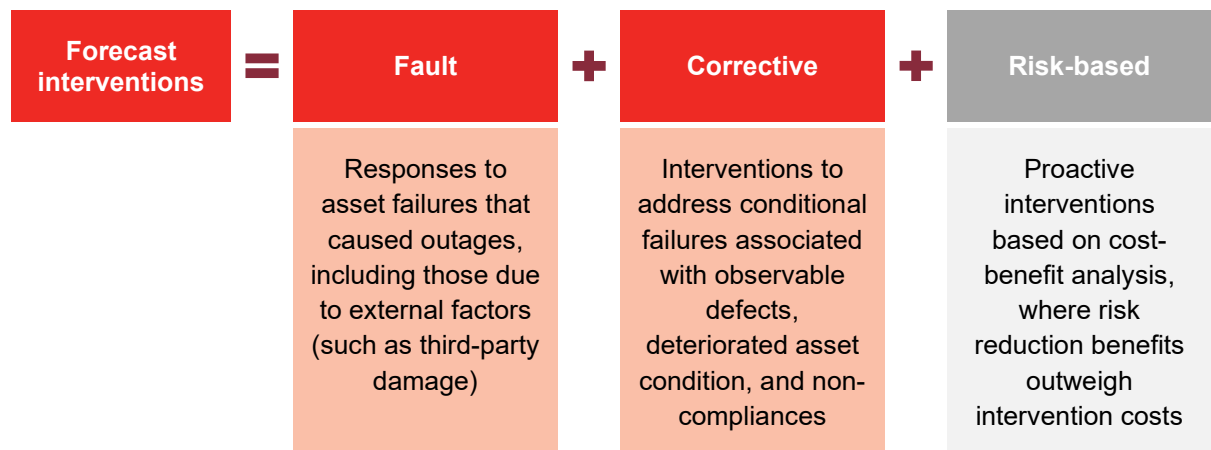 Forecast
interventions
=
Fault
+
Corrective
+
Risk-based
Responses to
asset failures that
caused outages,
including those due
to external factors
(such as third-party
damage)
Interventions to
address conditional
failures associated
with observable
defects,
deteriorated asset
condition, and non-
compliances
Proactive
interventions
based on cost-
benefit analysis,
where risk
reduction benefits
outweigh
intervention costs